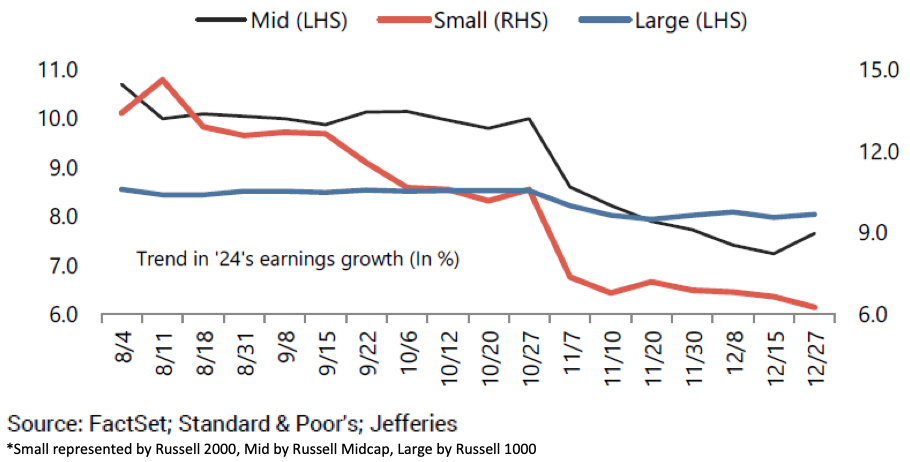 Mid (LHS) Small (RHS) Large (LHS)
11.0 15.0
10.0
12.0
9.0
8.0
9.0
7.0
Trend in '24's earnings growth (In %)
6.0 6.0
8/4 8/11 8/18 8/31 9/8 9/15 9/22 10/6 10/12 10/20 10/27 11/7 11/10 11/20 11/30 12/8 12/15 12/27
Source: FactSet; Standard & Poor's; Jefferies
*Small represented by Russell 2000, Mid by Russell Midcap, Large by Russell 1000